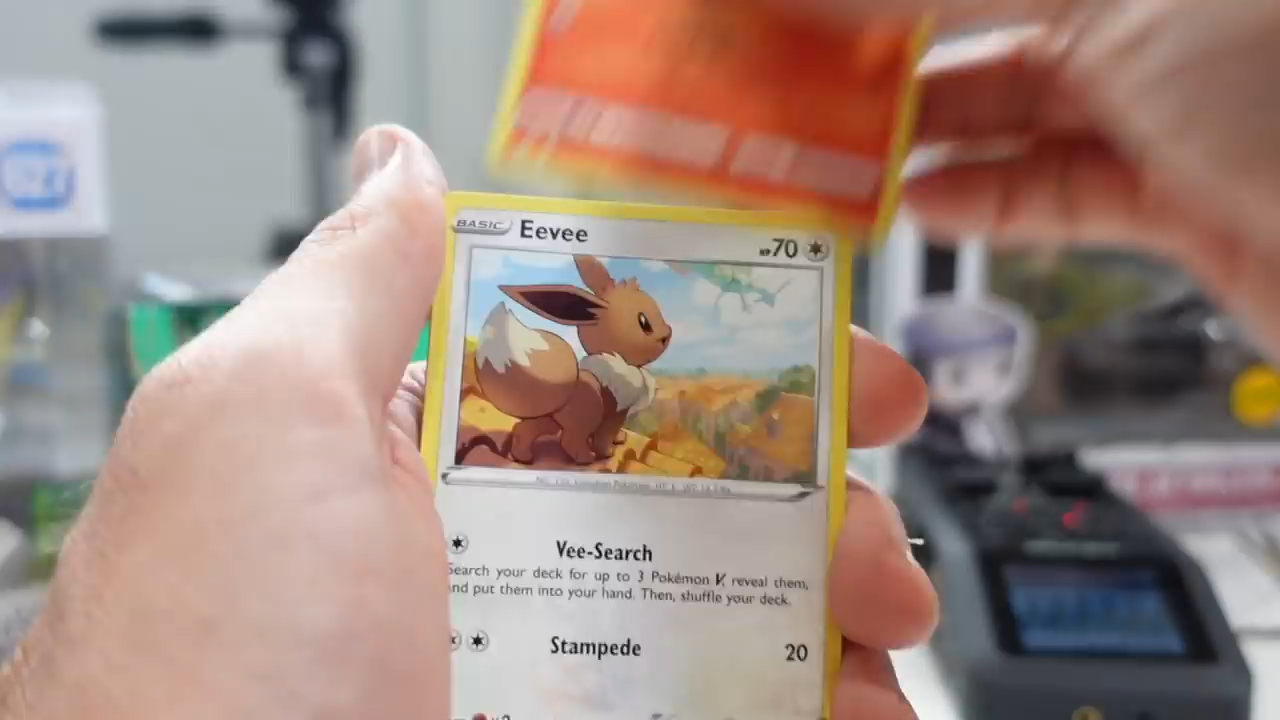 BASIC Eevee HP70
Vee-Search
Search your deck for up to 3 Pokémon V, reveal them,
and put them into your hand. Then, shuffle your deck.
Stampede 20
×2